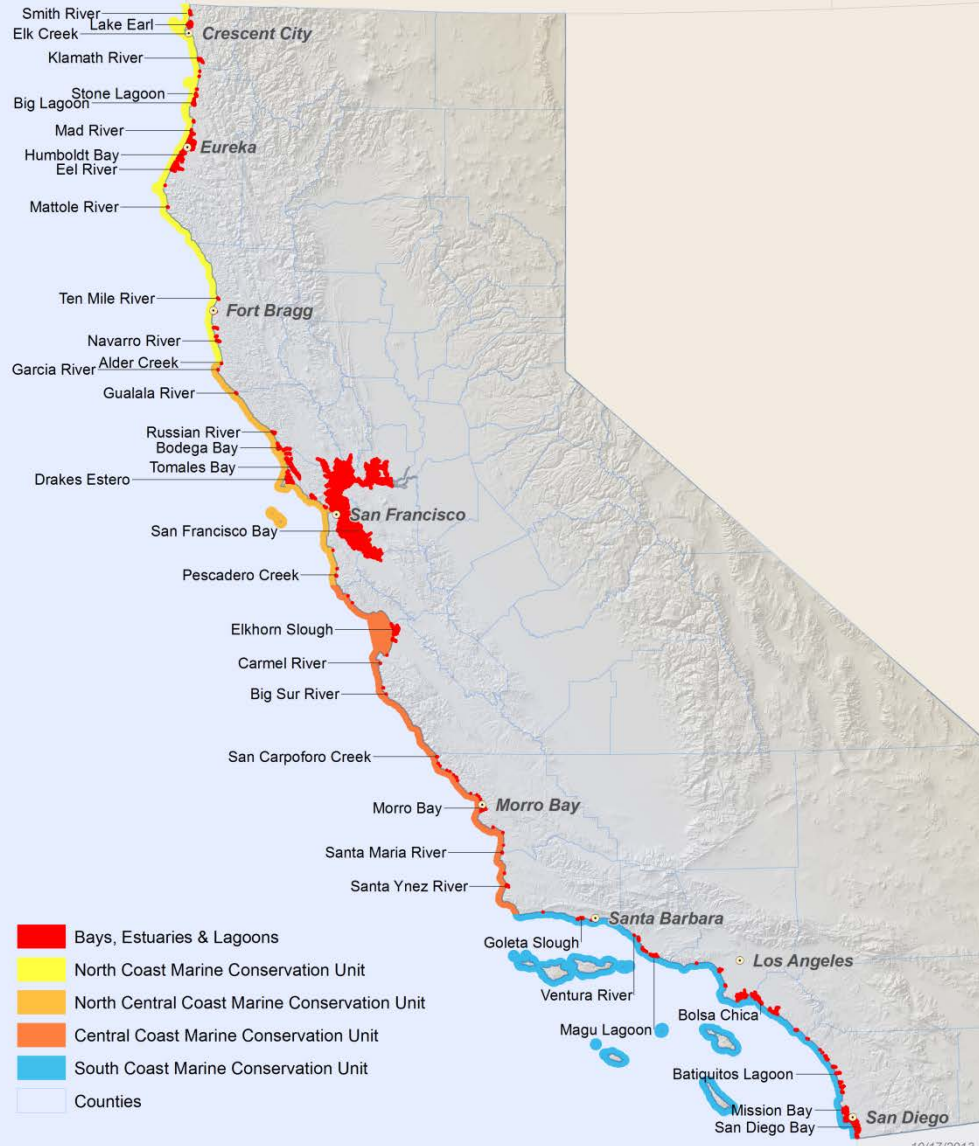 Smith River
Lake Earl
Elk Creek
Crescent City
Klamath River
Stone Lagoon
Big Lagoon
Mad River
Eureka
Humboldt Bay
Eel River
Mattole River
Ten Mile River
Fort Bragg
Navarro River
Alder Creek
Garcia River
Gualala River
Russian River
Bodega Bay
Tomales Bay
Drakes Estero
San Francisco
San Francisco Bay
Pescadero Creek
Elkhorn Slough
Carmel River
Big Sur River
San Carpoforo Creek
Morro Bay
Morro Bay
Santa Maria River
Santa Ynez River
Santa Barbara
Goleta Slough
Los Angeles
Ventura River
Bolsa Chica
Magu Lagoon
Batiquitos Lagoon
Mission Bay
San Diego
San Diego Bay
Bays, Estuaries & Lagoons
North Coast Marine Conservation Unit
North Central Coast Marine Conservation Unit
Central Coast Marine Conservation Unit
South Coast Marine Conservation Unit
Counties